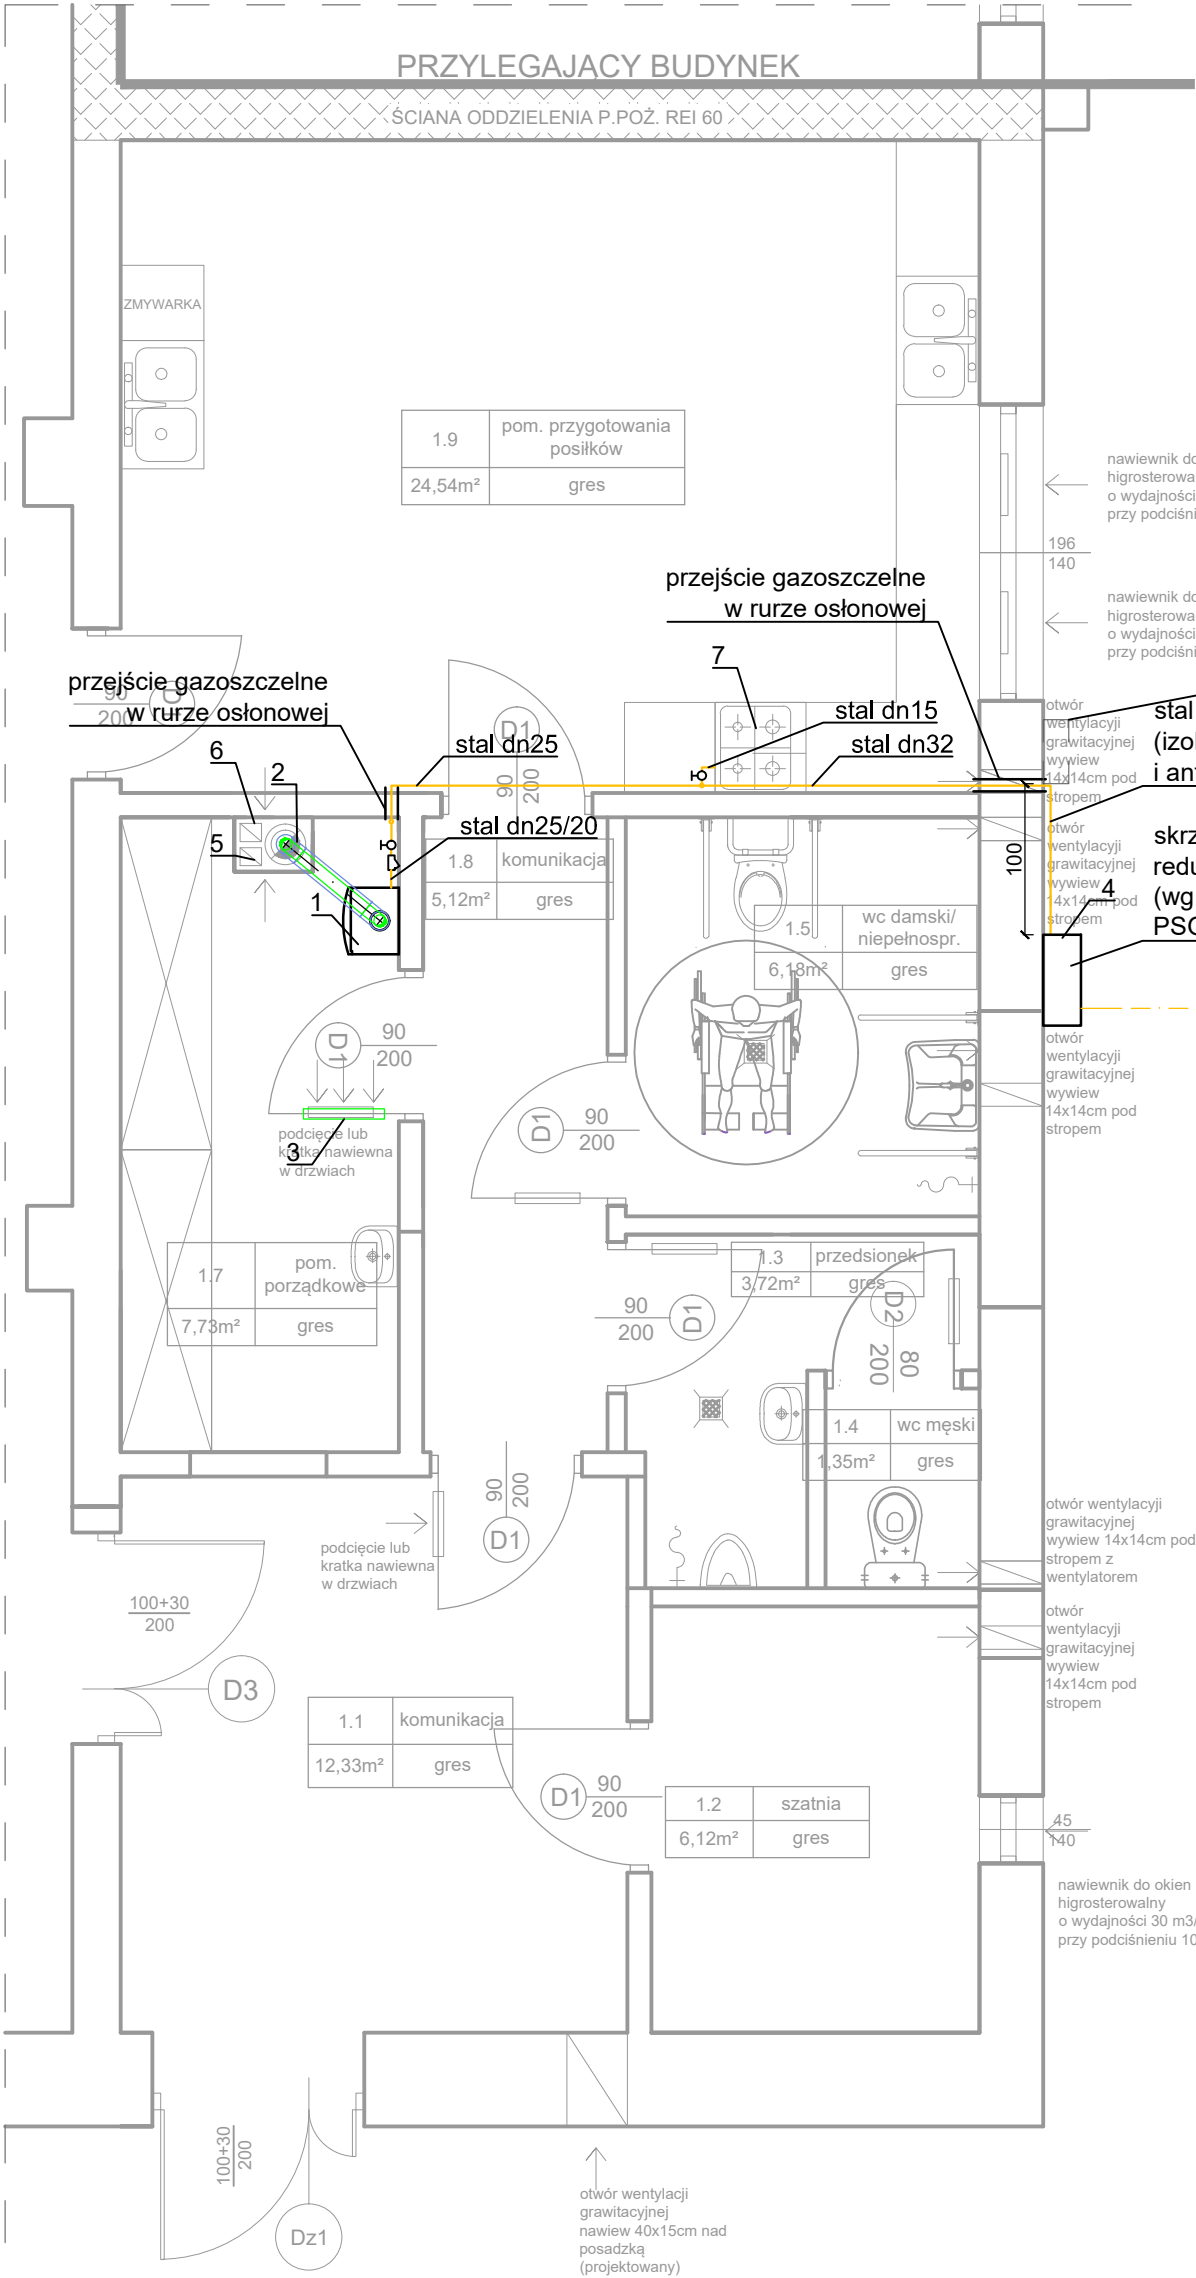 PRZYLEGAJĄCY BUDYNEK
ŚCIANA ODDZIELENIA P.POŻ. REI 60
ZMYWARKA
1.9
pom. przygotowania
posiłków
24,54m²
gres
nawiewnik do
higrosterowa
o wydajności
przy podciśni
196
140
nawiewnik do
higrosterowa
o wydajności
przy podciśni
przejście gazoszczelne
w rurze osłonowej
7
przejście gazoszczelne
w rurze osłonowej
90
200
D1
stal dn15
stal dn25
stal dn32
D1
90
200
6
2
5
1
stal dn25/20
otwór
wentylacyji
grawitacyjnej
wywiew
14x14cm pod
stropem
stal
(izol
i ant
otwór
wentylacyji
grawitacyjnej
wywiew
14x14cm pod
stropem
skrz
redu
(wg
PSG
4
100
1.8
komunikacja
5,12m²
gres
1.5
wc damski/
niepełnospr.
6,18m²
gres
D1
90
200
podcięcie lub
kratka nawiewna
w drzwiach
3
D1
90
200
otwór
wentylacyji
grawitacyjnej
wywiew
14x14cm pod
stropem
1.7
pom.
porządkowe
7,73m²
gres
1.3
przedsionek
3,72m²
gres
90
200
D1
D2
80
200
1.4
wc męski
1,35m²
gres
90
200
D1
podcięcie lub
kratka nawiewna
w drzwiach
otwór wentylacyji
grawitacyjnej
wywiew 14x14cm pod
stropem z
wentylatorem
100+30
200
D3
otwór
wentylacyji
grawitacyjnej
wywiew
14x14cm pod
stropem
1.1
komunikacja
12,33m²
gres
D1
90
200
1.2
szatnia
6,12m²
gres
45
140
nawiewnik do okien
higrosterowalny
o wydajności 30 m3/
przy podciśnieniu 10
100+30
200
Dz1
otwór wentylacji
grawitacyjnej
nawiew 40x15cm nad
posadzką
(projektowany)